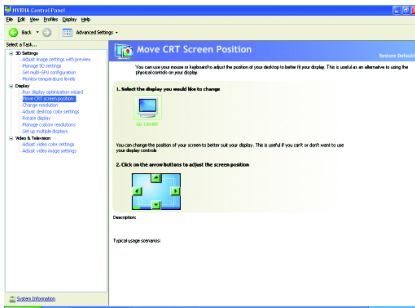 NVIDIA Control Panel
File Edit View Profiles Display Help
Back Advanced Settings
Select a Task...
3D Settings
Adjust image settings with preview
Manage 3D settings
Set multi-GPU configuration
Monitor temperature levels
Display
Run display optimization wizard
Move CRT screen position
Change resolution
Adjust desktop color settings
Rotate display
Manage custom resolutions
Set up multiple displays
Video & Television
Adjust video color settings
Adjust video image settings
System Information
Move CRT Screen Position
Restore Defaults
You can use your mouse or keyboard to adjust the position of your desktop to better fit your display. This is useful as an alternative to using the
physical controls on your display.
1. Select the display you would like to change
You can change the position of your screen to better suit your display. This is useful if you can't or don't want to use
your display controls
2. Click on the arrow buttons to adjust the screen position
Description:
Typical usage scenarios: